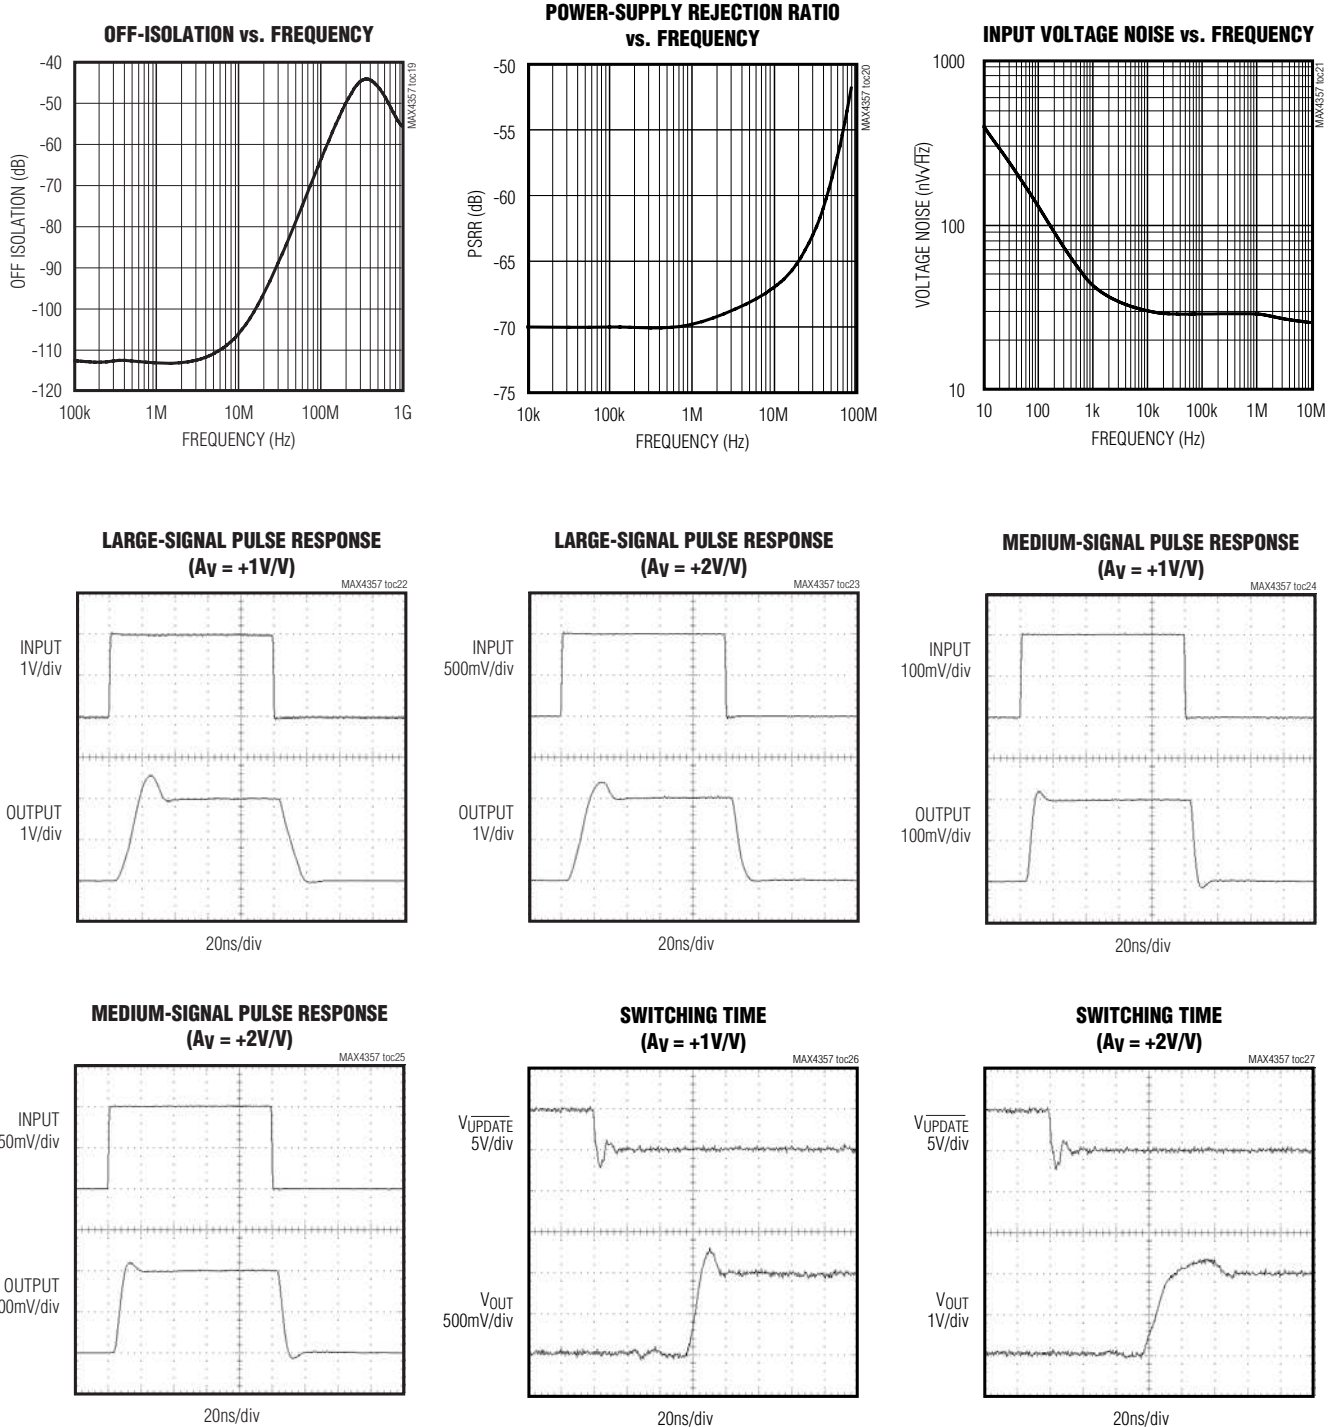 OFF-ISOLATION vs. FREQUENCY
MAX4357 toc19
OFF ISOLATION (dB)
-40
-50
-60
-70
-80
-90
-100
-110
-120
100k 1M 10M 100M 1G
FREQUENCY (Hz)
POWER-SUPPLY REJECTION RATIO
vs. FREQUENCY
MAX4357 toc20
PSRR (dB)
-50
-55
-60
-65
-70
-75
10k 100k 1M 10M 100M
FREQUENCY (Hz)
INPUT VOLTAGE NOISE vs. FREQUENCY
MAX4357 toc21
VOLTAGE NOISE (nV√Hz)
1000
100
10
10 100 1k 10k 100k 1M 10M
FREQUENCY (Hz)
LARGE-SIGNAL PULSE RESPONSE
(AV = +1V/V)
MAX4357 toc22
INPUT
1V/div
OUTPUT
1V/div
20ns/div
LARGE-SIGNAL PULSE RESPONSE
(AV = +2V/V)
MAX4357 toc23
INPUT
500mV/div
OUTPUT
1V/div
20ns/div
MEDIUM-SIGNAL PULSE RESPONSE
(AV = +1V/V)
MAX4357 toc24
INPUT
100mV/div
OUTPUT
100mV/div
20ns/div
MEDIUM-SIGNAL PULSE RESPONSE
(AV = +2V/V)
MAX4357 toc25
INPUT
50mV/div
OUTPUT
00mV/div
20ns/div
SWITCHING TIME
(AV = +1V/V)
MAX4357 toc26
VUPDATE
5V/div
VOUT
500mV/div
20ns/div
SWITCHING TIME
(AV = +2V/V)
MAX4357 toc27
VUPDATE
5V/div
VOUT
1V/div
20ns/div